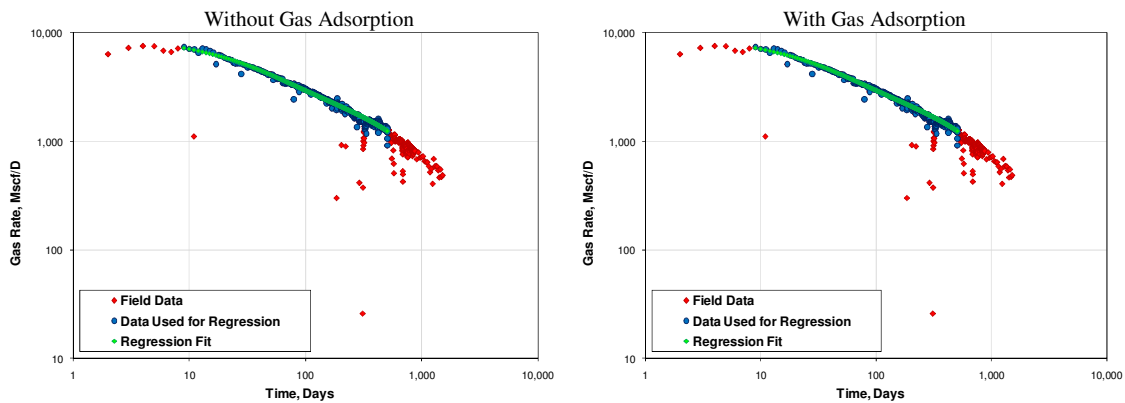 Without Gas Adsorption
10,000
1,000
100
10
Gas Rate, Mscf/D
Field Data
Data Used for Regression
Regression Fit
1 10 100 1,000 10,000
Time, Days
With Gas Adsorption
10,000
1,000
100
10
Gas Rate, Mscf/D
Field Data
Data Used for Regression
Regression Fit
1 10 100 1,000 10,000
Time, Days